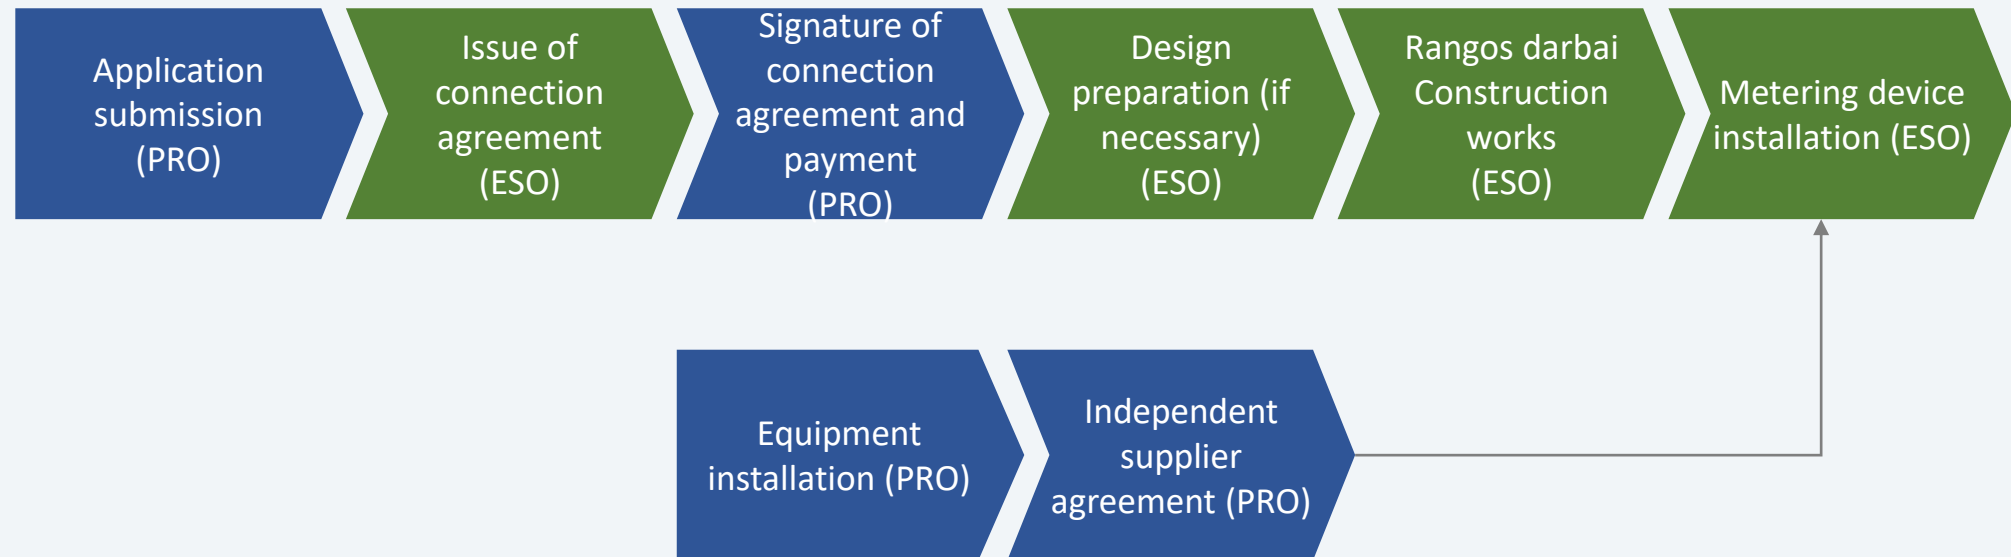 Application
submission
(PRO)
Issue of
connection
agreement
(ESO)
Signature of
connection
agreement and
payment
(PRO)
Design
preparation (if
necessary)
(ESO)
Rangos darbai
Construction
works
(ESO)
Metering device
installation (ESO)
Equipment
installation (PRO)
Independent
supplier
agreement (PRO)